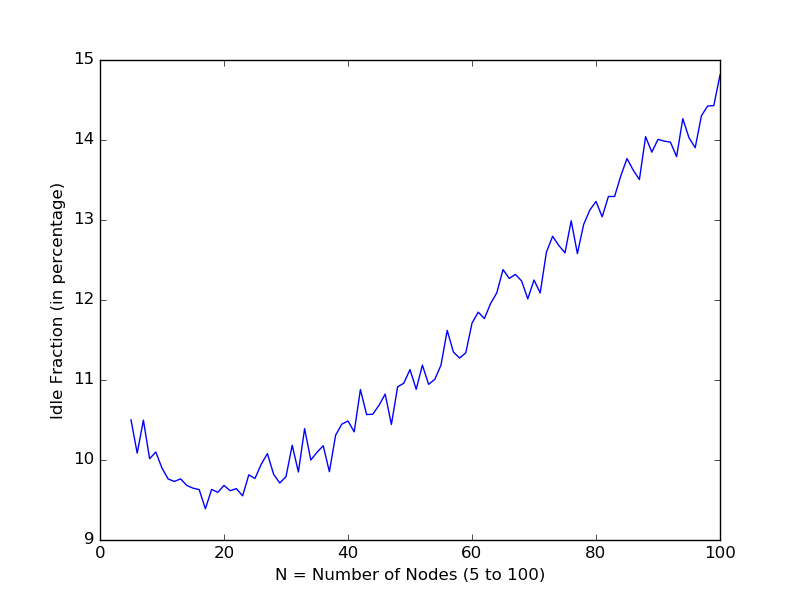 15
14
13
12
11
10
9
Idle Fraction (in percentage)
0 20 40 60 80 100
N = Number of Nodes (5 to 100)